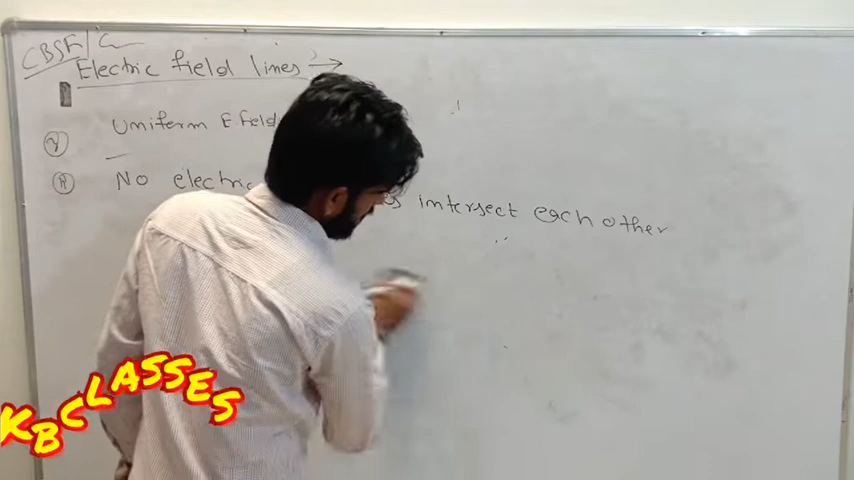 CBSE/
Electric field lines →
Uniform E field
No electric intersect each other
KBCLASSES